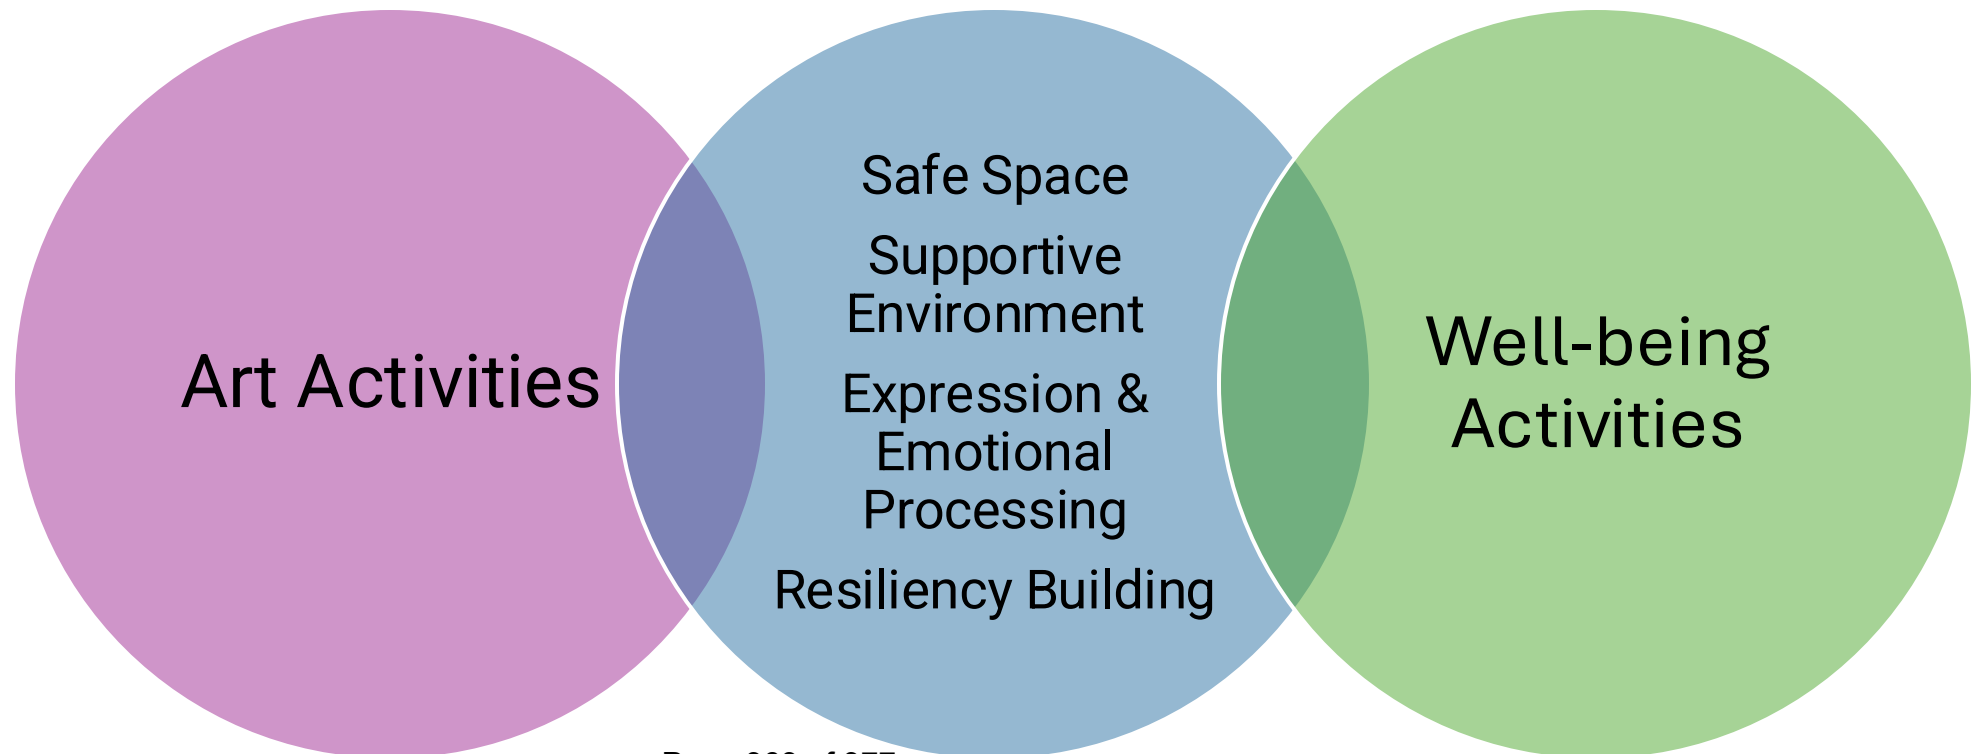 Art Activities
Safe Space
Supportive
Environment
Expression &
Emotional
Processing
Resiliency Building
Well-being
Activities